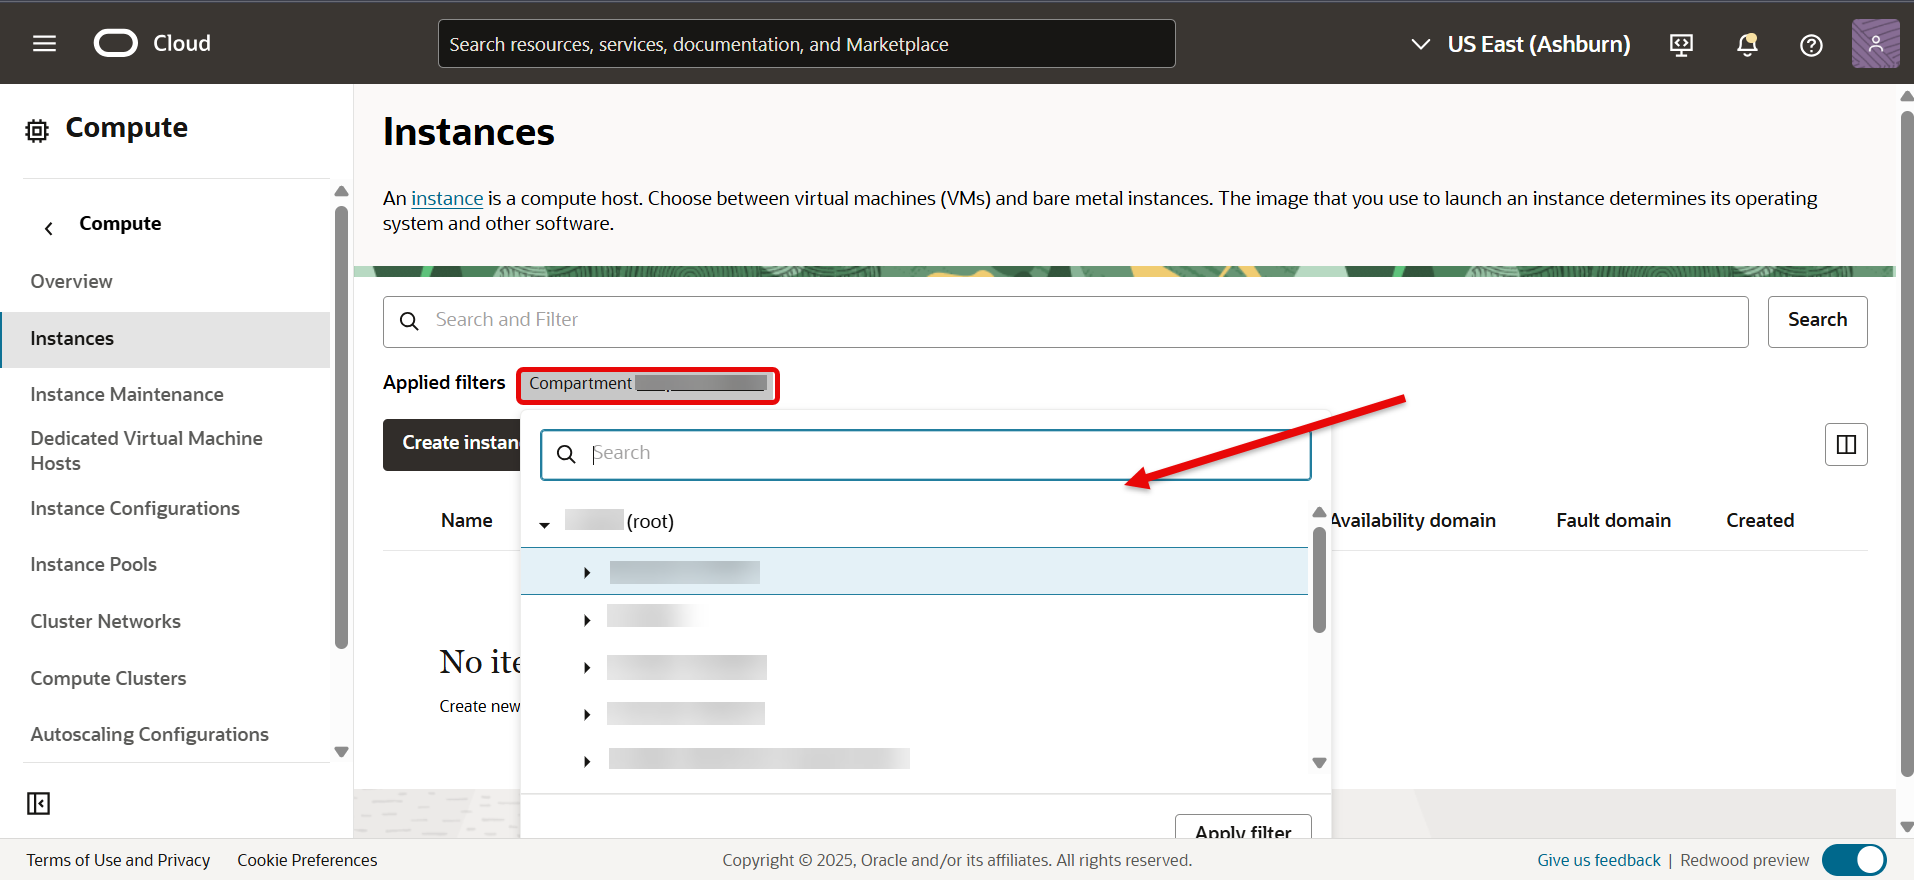 Cloud
Search resources, services, documentation, and Marketplace
US East (Ashburn)
Compute
Compute
Overview
Instances
Instance Maintenance
Dedicated Virtual Machine
Hosts
Instance Configurations
Instance Pools
Cluster Networks
Compute Clusters
Autoscaling Configurations
Instances
An instance is a compute host. Choose between virtual machines (VMs) and bare metal instances. The image that you use to launch an instance determines its operating
system and other software.
Search and Filter
Search
Applied filters
Compartment
Create instan
Search
Name
Availability domain
Fault domain
Created
(root)
No ite
Create new
Apply filter
Terms of Use and Privacy
Cookie Preferences
Copyright © 2025, Oracle and/or its affiliates. All rights reserved.
Give us feedback | Redwood preview